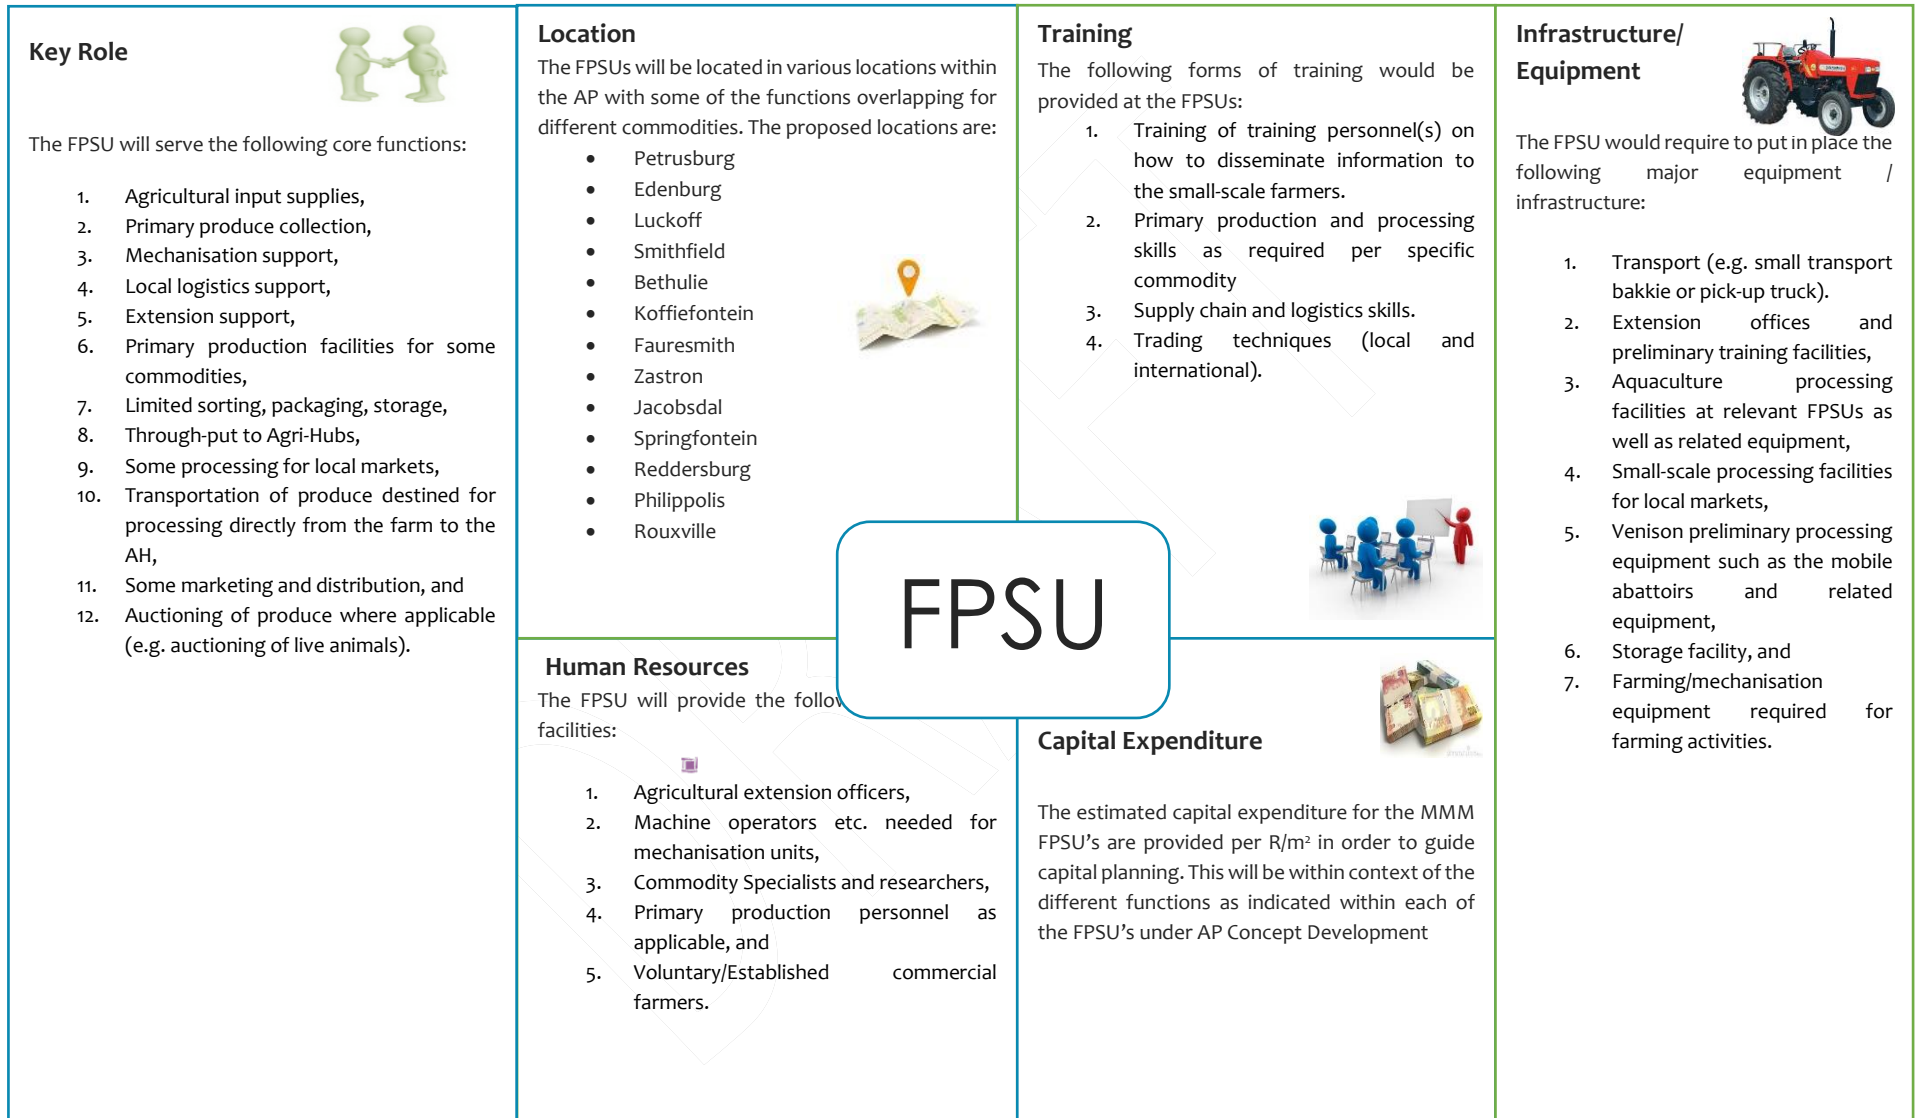 Key Role
The FPSU will serve the following core functions:
1. Agricultural input supplies,
2. Primary produce collection,
3. Mechanisation support,
4. Local logistics support,
5. Extension support,
6. Primary production facilities for some
commodities,
7. Limited sorting, packaging, storage,
8. Through-put to Agri-Hubs,
9. Some processing for local markets,
10. Transportation of produce destined for
processing directly from the farm to the
AH,
11. Some marketing and distribution, and
12. Auctioning of produce where applicable
(e.g. auctioning of live animals).
Location
The FPSUs will be located in various locations within
the AP with some of the functions overlapping for
different commodities. The proposed locations are:
• Petrusburg
• Edenburg
• Luckoff
• Smithfield
• Bethulie
• Koffiefontein
• Fauresmith
• Zastron
• Jacobsdal
• Springfontein
• Reddersburg
• Philippolis
• Rouxville
Human Resources
The FPSU will provide the follow
facilities:
1. Agricultural extension officers,
2. Machine operators etc. needed for
mechanisation units,
3. Commodity Specialists and researchers,
4. Primary production personnel as
applicable, and
5. Voluntary/Established commercial
farmers.
FPSU
Training
The following forms of training would be
provided at the FPSUs:
1. Training of training personnel(s) on
how to disseminate information to
the small-scale farmers.
2. Primary production and processing
skills as required per specific
commodity
3. Supply chain and logistics skills.
4. Trading techniques (local and
international).
Capital Expenditure
The estimated capital expenditure for the MMM
FPSU’s are provided per R/m² in order to guide
capital planning. This will be within context of the
different functions as indicated within each of
the FPSU’s under AP Concept Development
Infrastructure/
Equipment
The FPSU would require to put in place the
following major equipment /
infrastructure:
1. Transport (e.g. small transport
bakkie or pick-up truck).
2. Extension offices and
preliminary training facilities,
3. Aquaculture processing
facilities at relevant FPSUs as
well as related equipment,
4. Small-scale processing facilities
for local markets,
5. Venison preliminary processing
equipment such as the mobile
abattoirs and related
equipment,
6. Storage facility, and
7. Farming/mechanisation
equipment required for
farming activities.